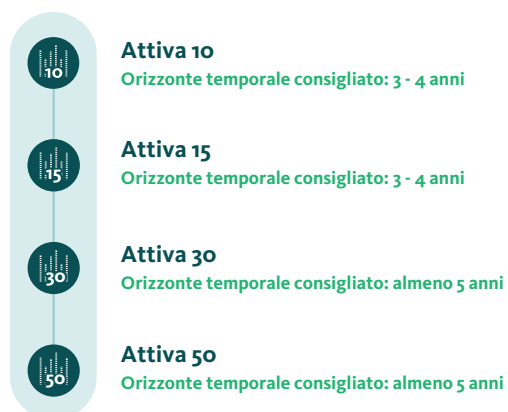 10
Attiva 10
Orizzonte temporale consigliato: 3 - 4 anni
15
Attiva 15
Orizzonte temporale consigliato: 3 - 4 anni
30
Attiva 30
Orizzonte temporale consigliato: almeno 5 anni
50
Attiva 50
Orizzonte temporale consigliato: almeno 5 anni